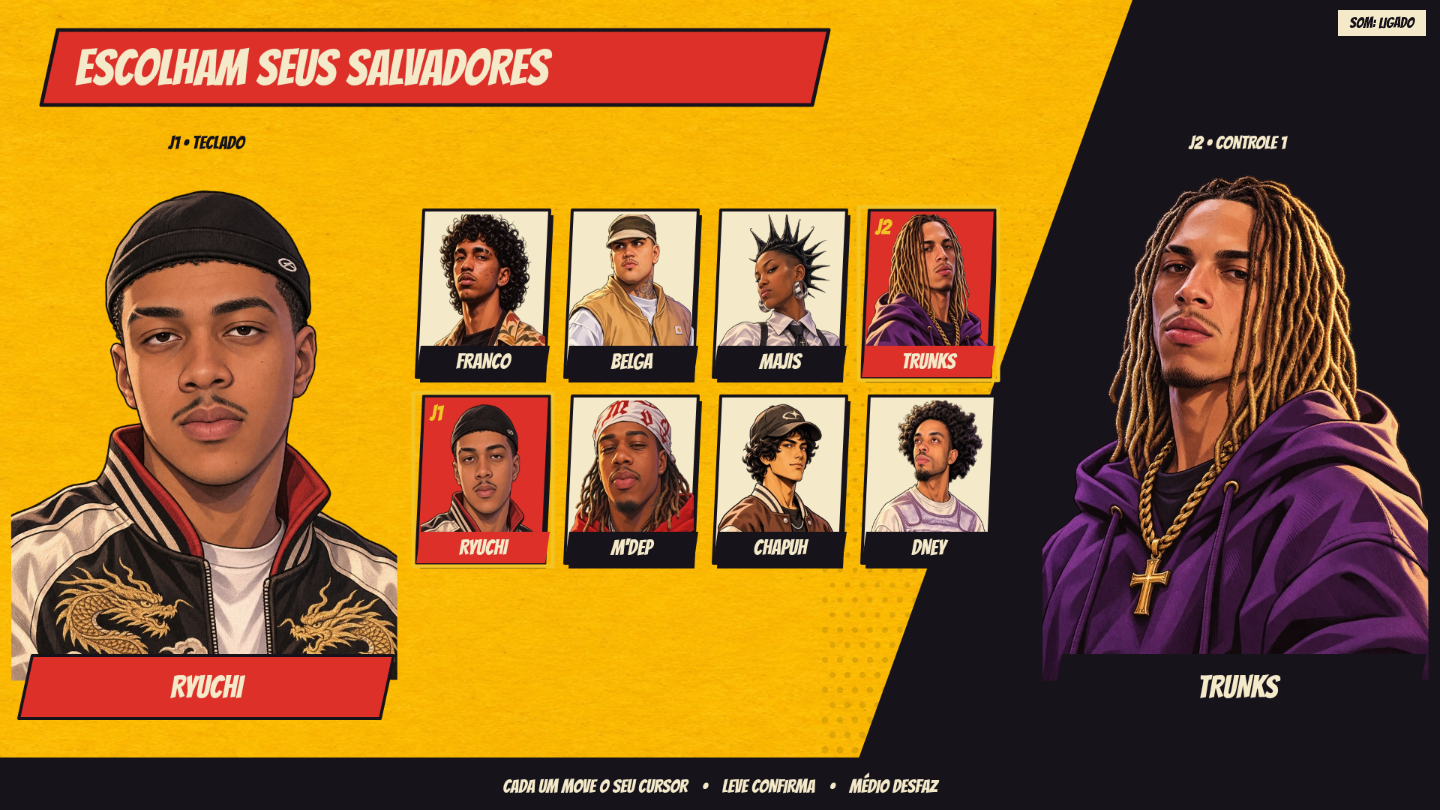 SOM: LIGADO
ESCOLHAM SEUS SALVADORES
J1 • TECLADO
J2 • CONTROLE 1
J2
FRANCO
BELGA
MAJIS
TRUNKS
J1
RYUCHI
M'DEP
CHAPUH
DNEY
RYUCHI
TRUNKS
CADA UM MOVE O SEU CURSOR • LEVE CONFIRMA • MÉDIO DESFAZ